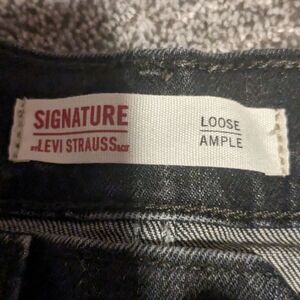 SIGNATURE
BY LEVI STRAUSS & CO.
LOOSE
AMPLE